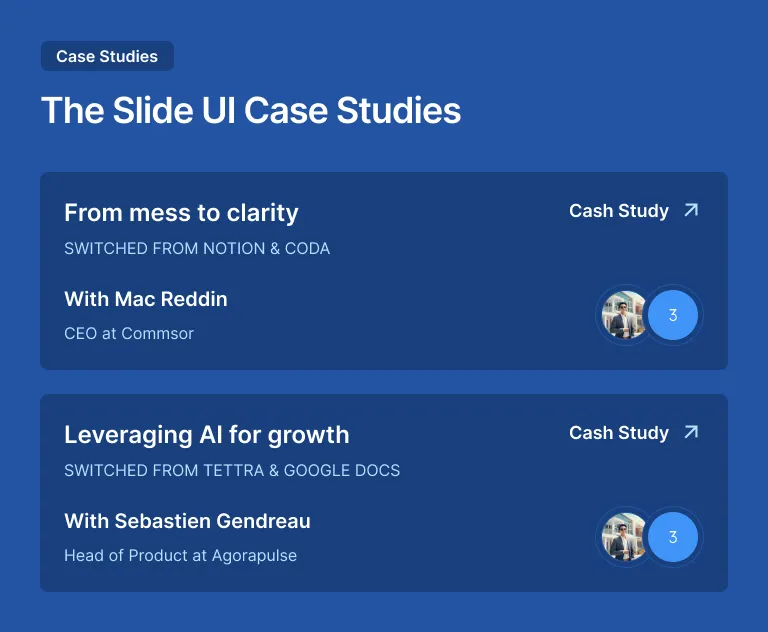 Case Studies
The Slide UI Case Studies
From mess to clarity
Cash Study
SWITCHED FROM NOTION & CODA
With Mac Reddin
CEO at Commsor
3
Leveraging AI for growth
Cash Study
SWITCHED FROM TETTRA & GOOGLE DOCS
With Sebastien Gendreau
Head of Product at Agorapulse
3